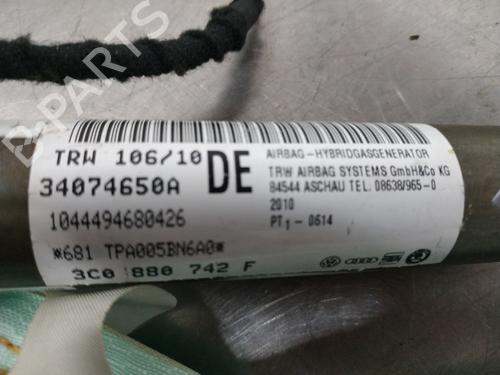 B-PARTS
TRW 106/10
DE
34074650A
1044494680426
*681 TPA005BN6A0*
3C0 880 742 F
AIRBAG-HYBRIDGASGENERATOR
TRW AIRBAG SYSTEMS GmbH&Co KG
84544 ASCHAU TEL. 08638/965-0
2010
PT1-0614